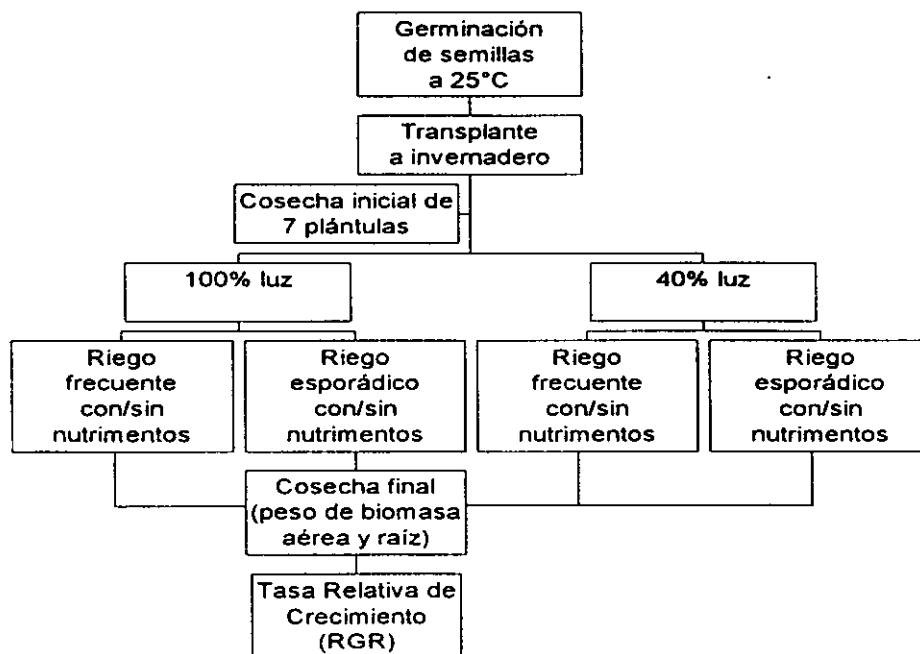 Germinación
de semillas
a 25°C
Transplante
a invernadero
Cosecha inicial de
7 plántulas
100% luz
40% luz
Riego
frecuente
con/sin
nutrimentos
Riego
esporádico
con/sin
nutrimentos
Riego
frecuente
con/sin
nutrimentos
Riego
esporádico
con/sin
nutrimentos
Cosecha final
(peso de biomasa
aérea y raíz)
Tasa Relativa de
Crecimiento
(RGR)